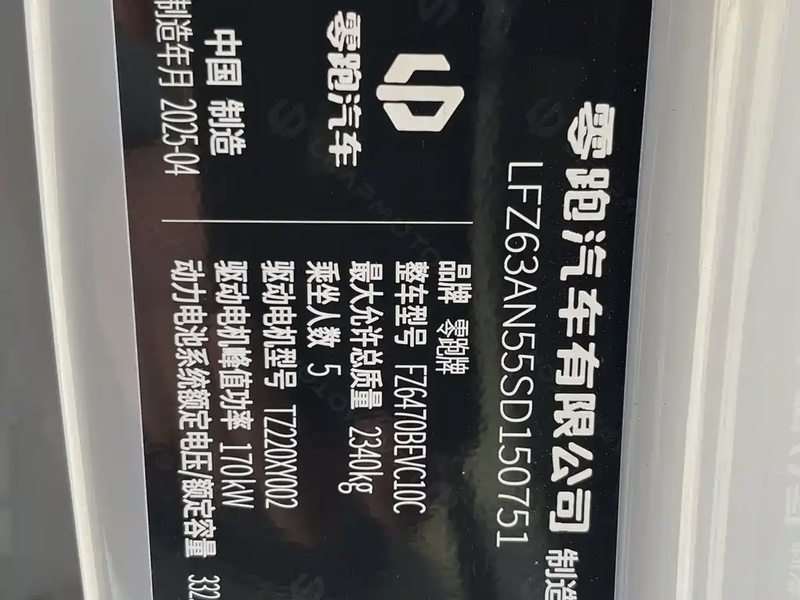 零跑汽车有限公司 制造
LFZ63AN55SD150751
品牌 零跑牌
整车型号 FZ6470BEVC10C
最大允许总质量 2340kg
乘坐人数 5
驱动电机型号 TZ220XY002
驱动电机峰值功率 170kW
动力电池系统额定电压/额定容量 332.
零跑汽车
中国 制造
制造年月 2025-04